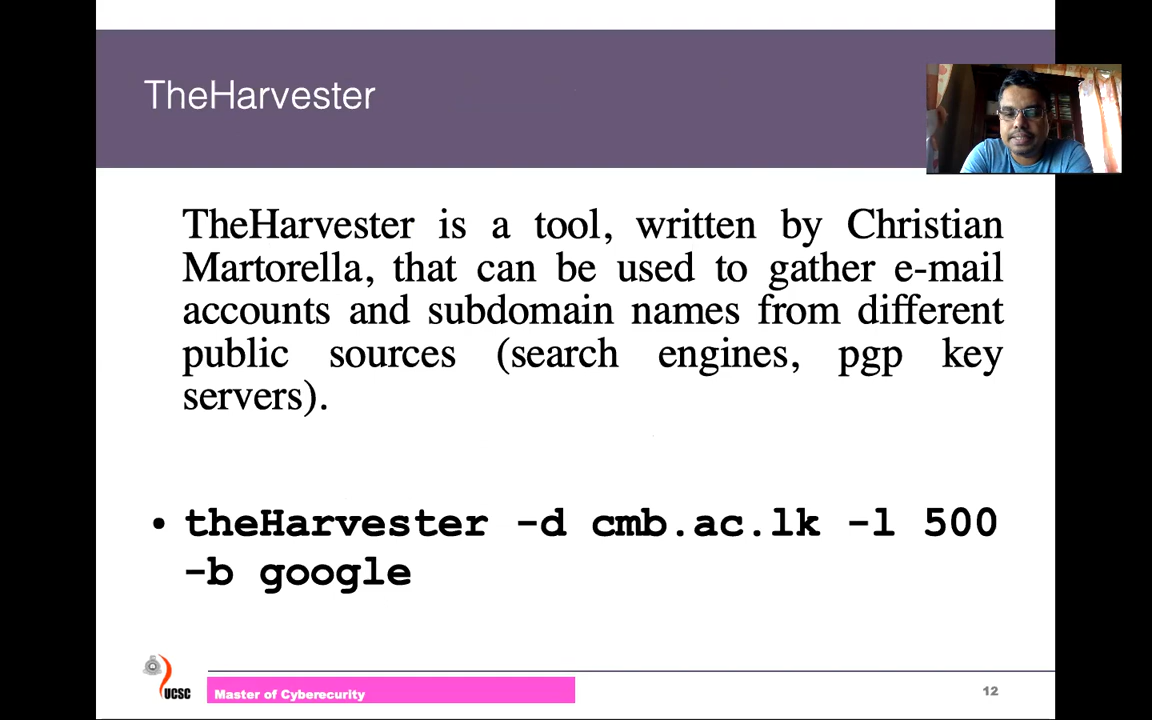 TheHarvester
TheHarvester is a tool, written by Christian
Martorella, that can be used to gather e-mail
accounts and subdomain names from different
public sources (search engines, pgp key
servers).
• theHarvester -d cmb.ac.lk -l 500
-b google
UCSC
Master of Cyberecurity
12